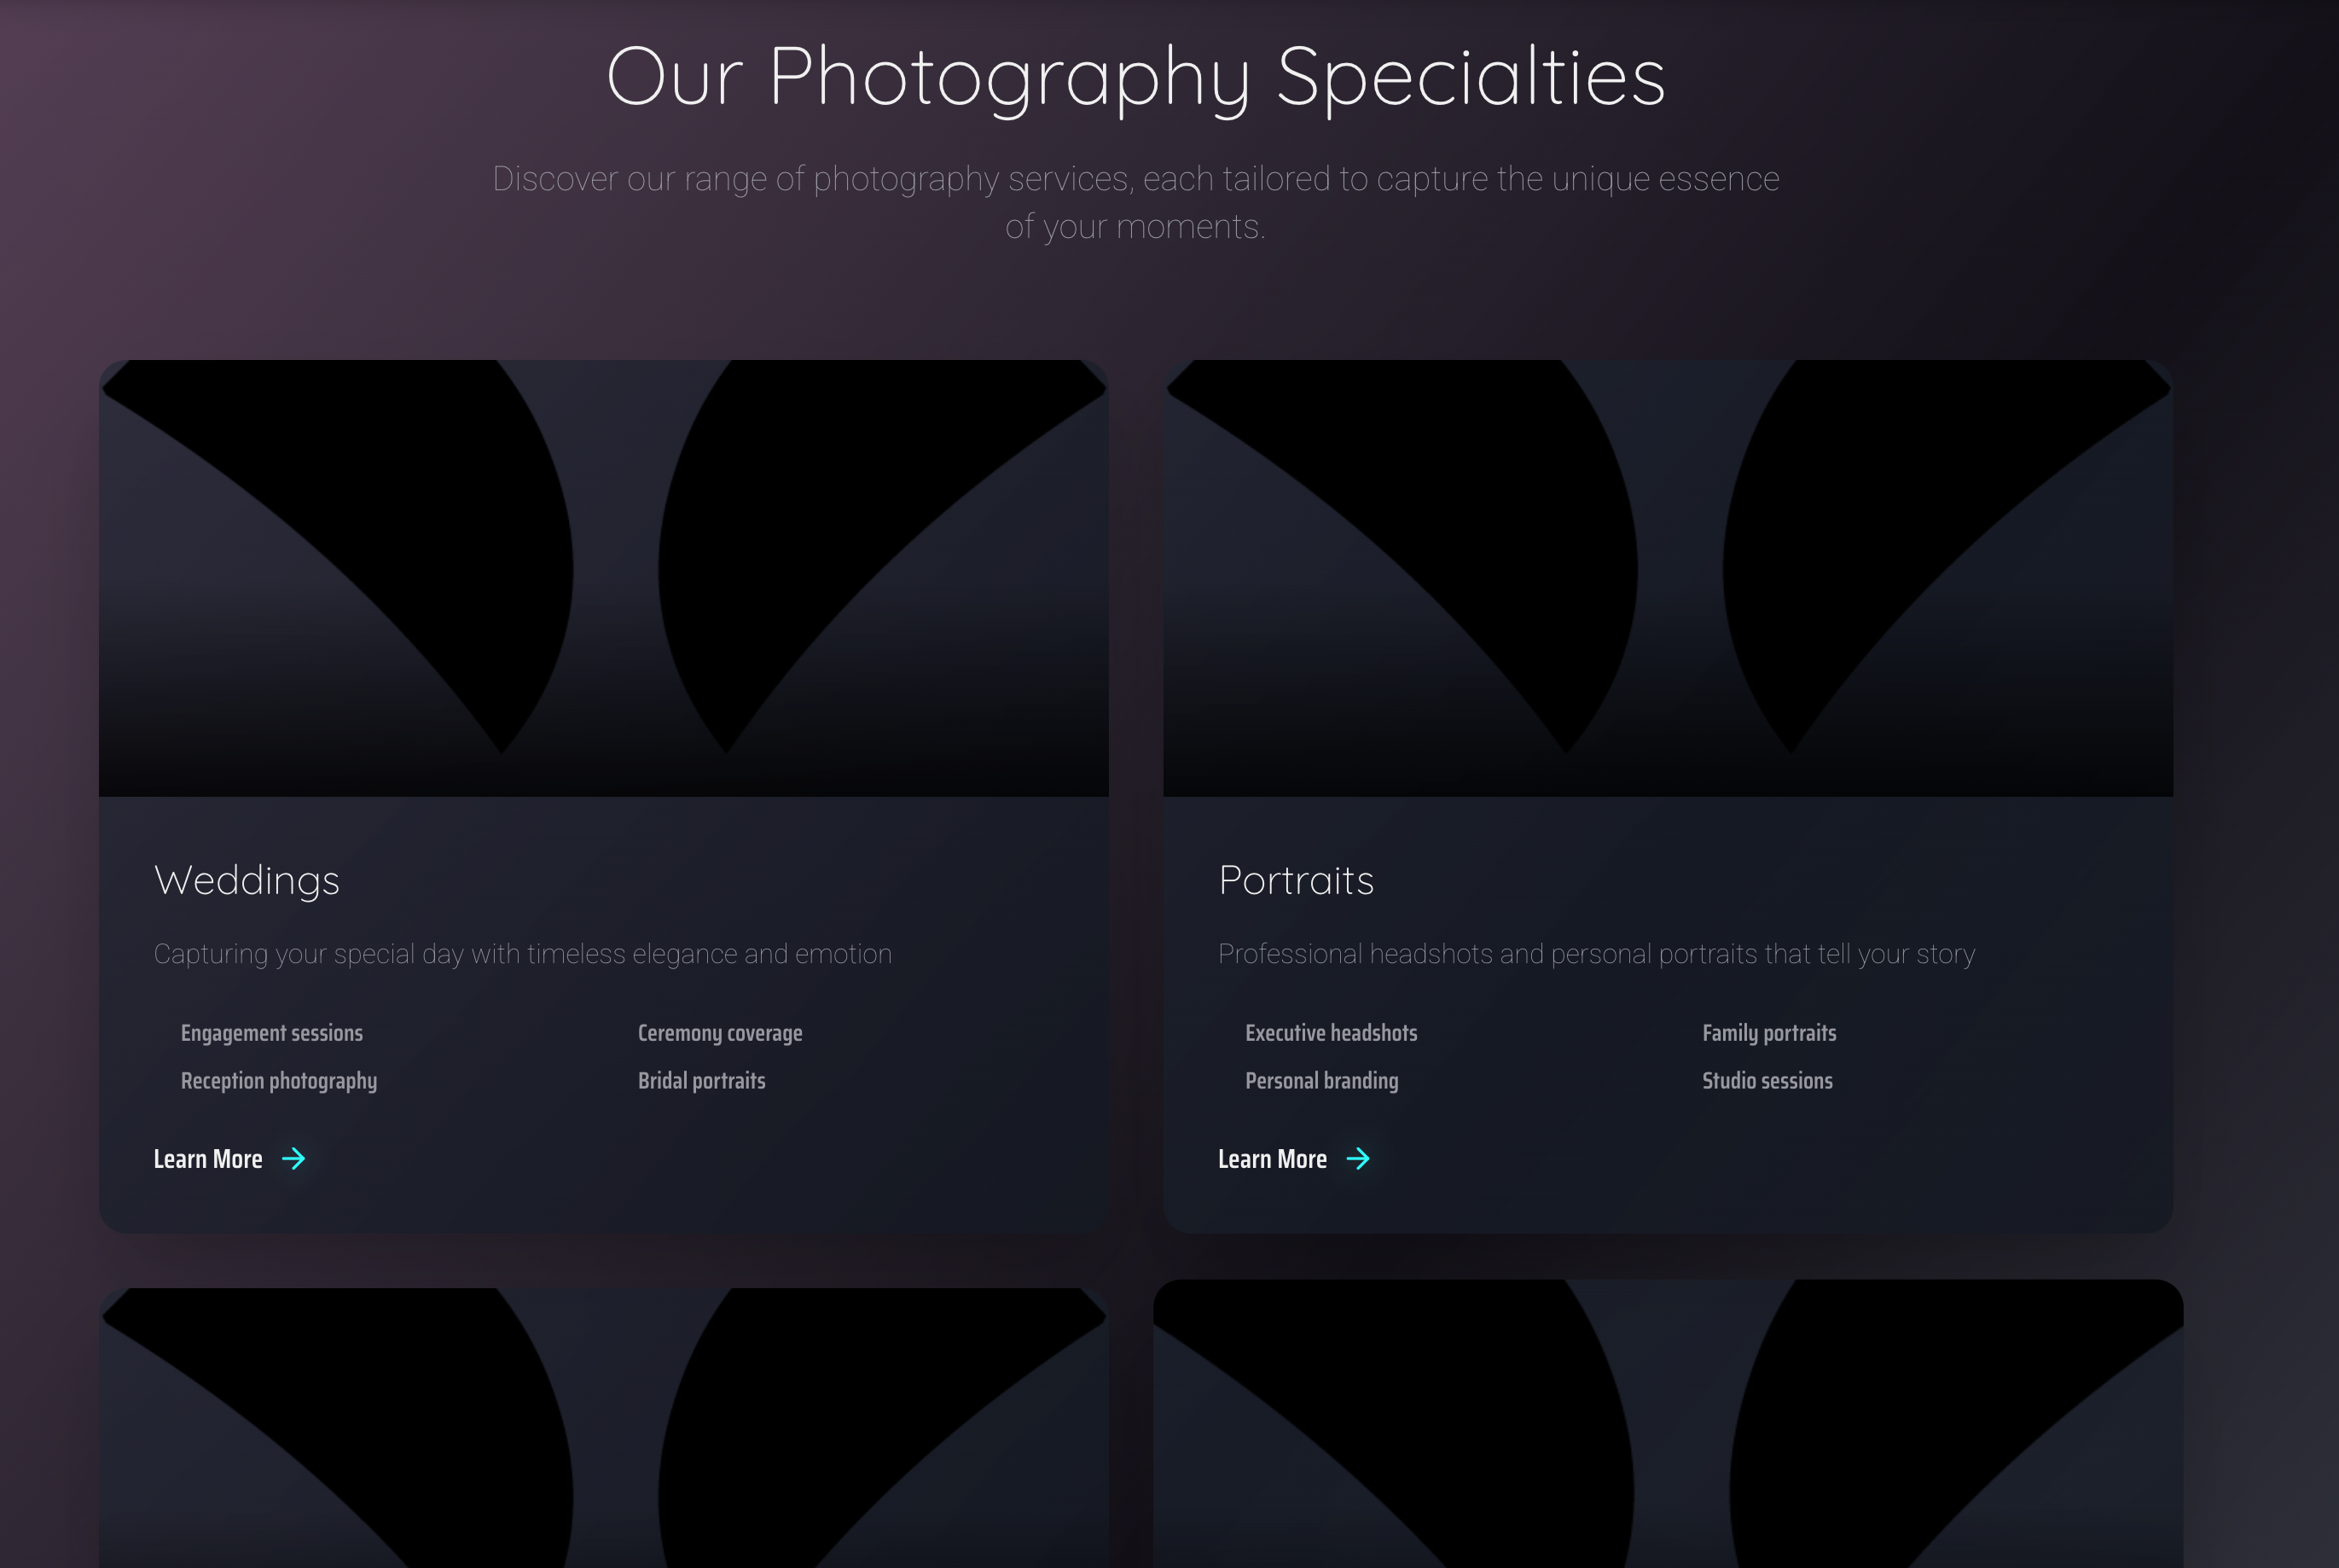 Our Photography Specialties
Discover our range of photography services, each tailored to capture the unique essence
of your moments.
Weddings
Capturing your special day with timeless elegance and emotion
Engagement sessions
Ceremony coverage
Reception photography
Bridal portraits
Learn More
Portraits
Professional headshots and personal portraits that tell your story
Executive headshots
Family portraits
Personal branding
Studio sessions
Learn More